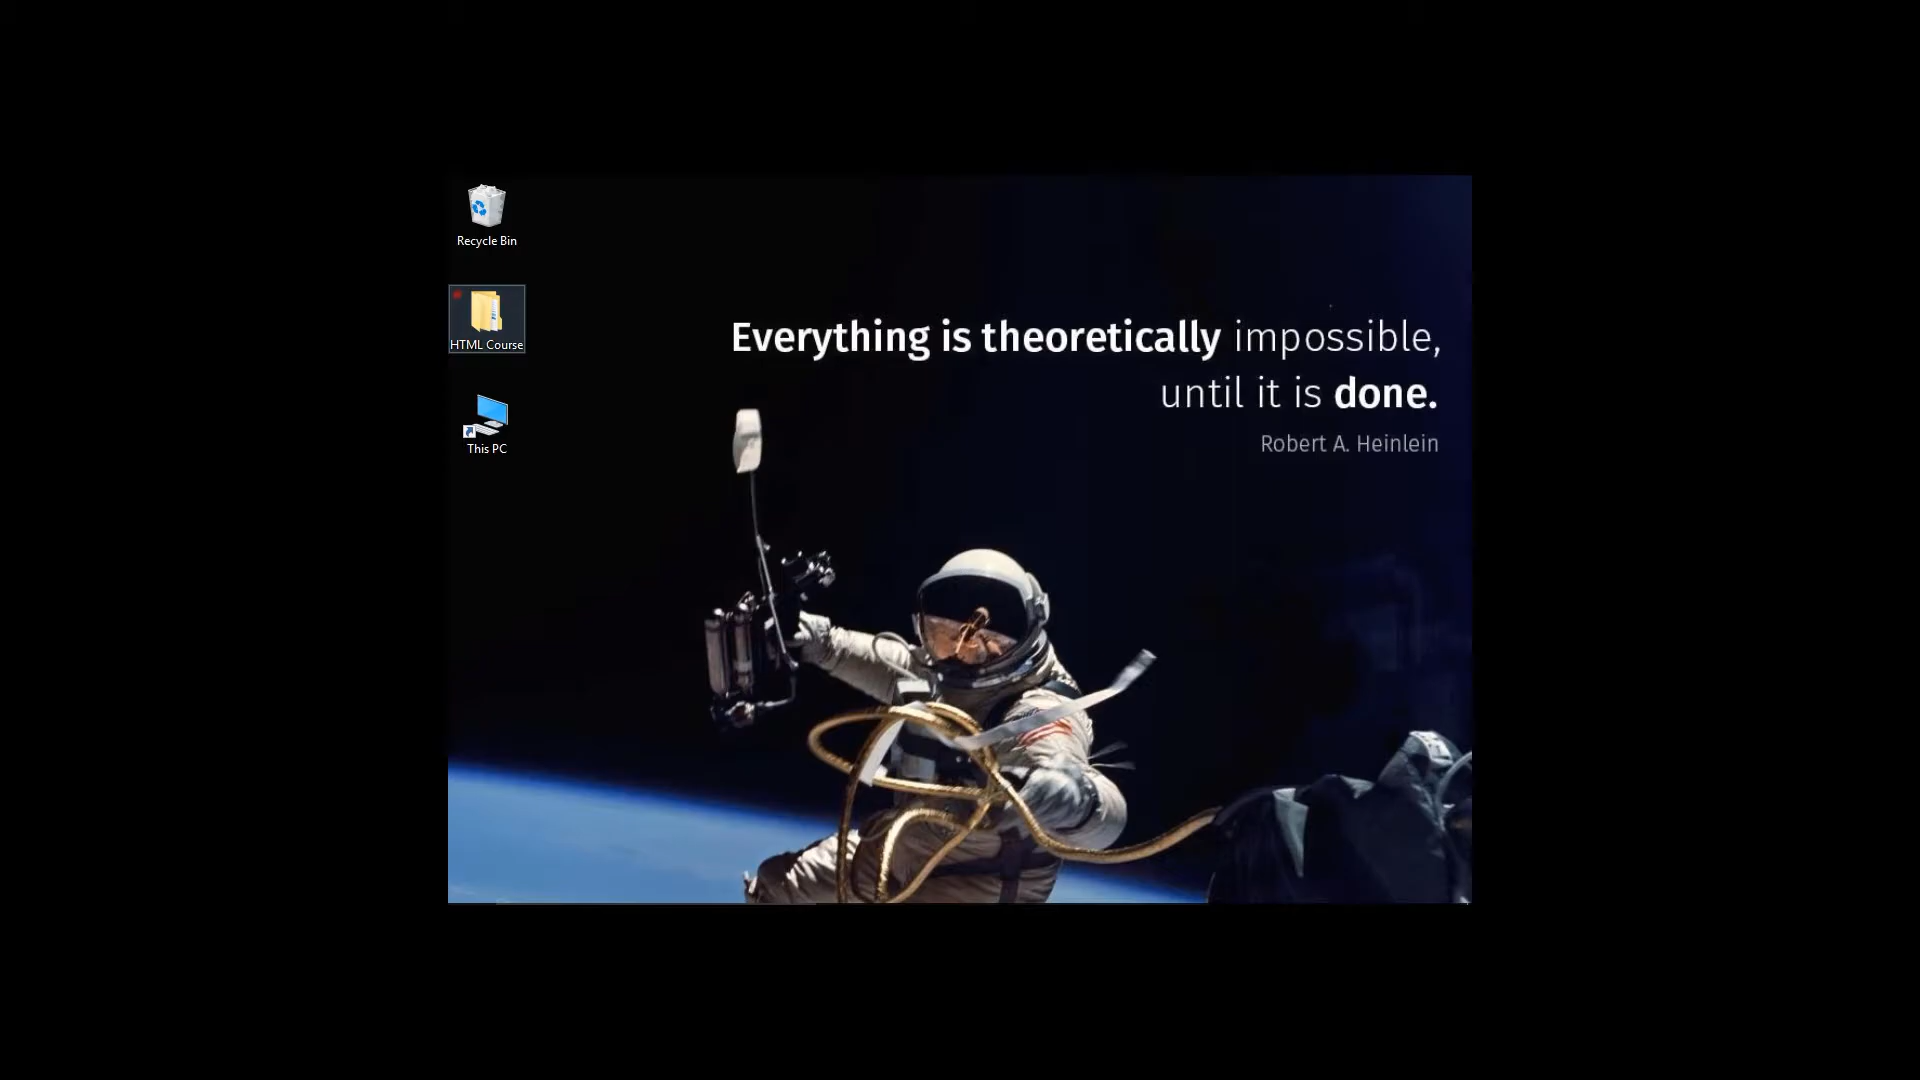 Recycle Bin
HTML Course
This PC
Everything is theoretically impossible,
until it is done.
Robert A. Heinlein